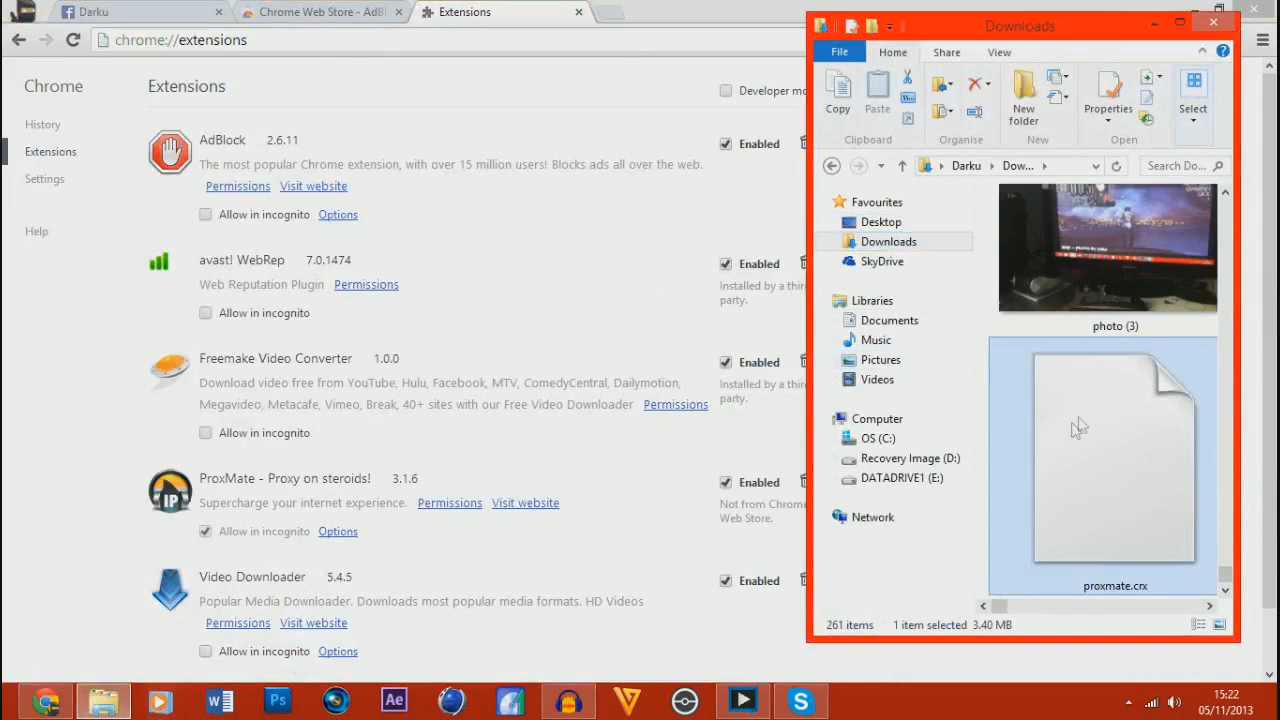 Darku
Chrome Web Store - AdBl
Extensions
chrome://extensions
Chrome
History
Extensions
Settings
Help
Extensions
Developer mo
AdBlock 2.6.11
The most popular Chrome extension, with over 15 million users! Blocks ads all over the web.
Permissions Visit website
Allow in incognito Options
Enabled
avast! WebRep 7.0.1474
Web Reputation Plugin Permissions
Allow in incognito
Enabled
Installed by a third
party.
Freemake Video Converter 1.0.0
Download video free from YouTube, Hulu, Facebook, MTV, ComedyCentral, Dailymotion,
Megavideo, Metacafe, Vimeo, Break, 40+ sites with our Free Video Downloader Permissions
Allow in incognito
Enabled
Installed by a third
party.
ProxMate - Proxy on steroids! 3.1.6
Supercharge your internet experience. Permissions Visit website
Allow in incognito Options
Enabled
Not from Chrome
Web Store.
IP
Video Downloader 5.4.5
Popular Media Downloader. Downloads most popular media formats. HD Videos
Permissions Visit website
Allow in incognito Options
Enabled
Downloads
File Home Share View
Copy Paste New folder Properties Select
Clipboard Organise New Open
Darku Dow... Search Do...
Favourites
Desktop
Downloads
SkyDrive
Libraries
Documents
Music
Pictures
Videos
Computer
OS (C:)
Recovery Image (D:)
DATADRIVE1 (E:)
Network
photo (3)
proxmate.crx
261 items 1 item selected 3.40 MB
Ps
Ae
15:22
05/11/2013